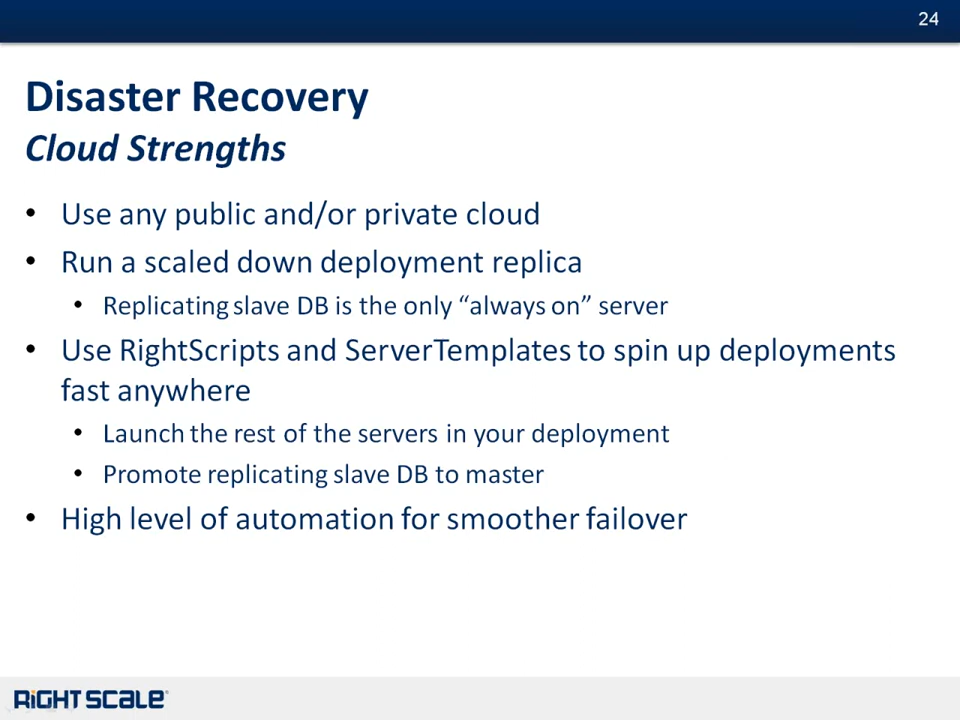 24
Disaster Recovery
Cloud Strengths
• Use any public and/or private cloud
• Run a scaled down deployment replica
• Replicating slave DB is the only “always on” server
• Use RightScripts and ServerTemplates to spin up deployments
fast anywhere
• Launch the rest of the servers in your deployment
• Promote replicating slave DB to master
• High level of automation for smoother failover
RIGHTSCALE